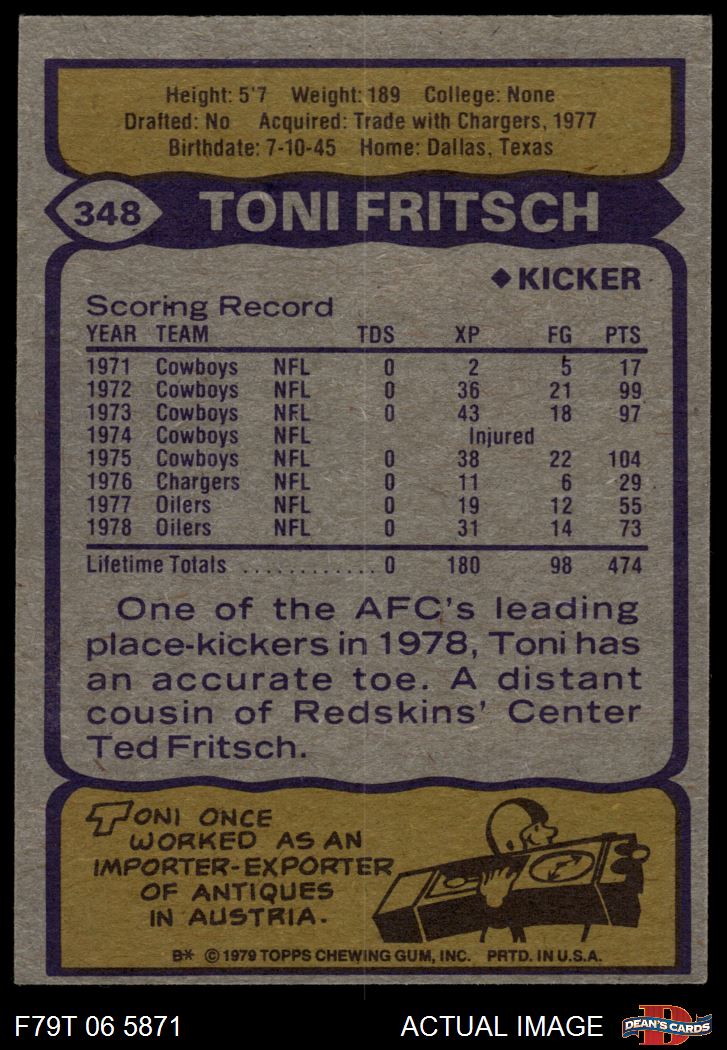 Height: 5'7 Weight: 189 College: None
Drafted: No Acquired: Trade with Chargers, 1977
Birthdate: 7-10-45 Home: Dallas, Texas
348 TONI FRITSCH
◆ KICKER
Scoring Record
YEAR TEAM TDS XP FG PTS
1971 Cowboys NFL 0 2 5 17
1972 Cowboys NFL 0 36 21 99
1973 Cowboys NFL 0 43 18 97
1974 Cowboys NFL Injured
1975 Cowboys NFL 0 38 22 104
1976 Chargers NFL 0 11 6 29
1977 Oilers NFL 0 19 12 55
1978 Oilers NFL 0 31 14 73
Lifetime Totals ............ 0 180 98 474
One of the AFC's leading
place-kickers in 1978, Toni has
an accurate toe. A distant
cousin of Redskins' Center
Ted Fritsch.
TONI ONCE
WORKED AS AN
IMPORTER-EXPORTER
OF ANTIQUES
IN AUSTRIA.
B* © 1979 TOPPS CHEWING GUM, INC. PRTD. IN U.S.A.
F79T 06 5871 ACTUAL IMAGE DEAN'S CARDS